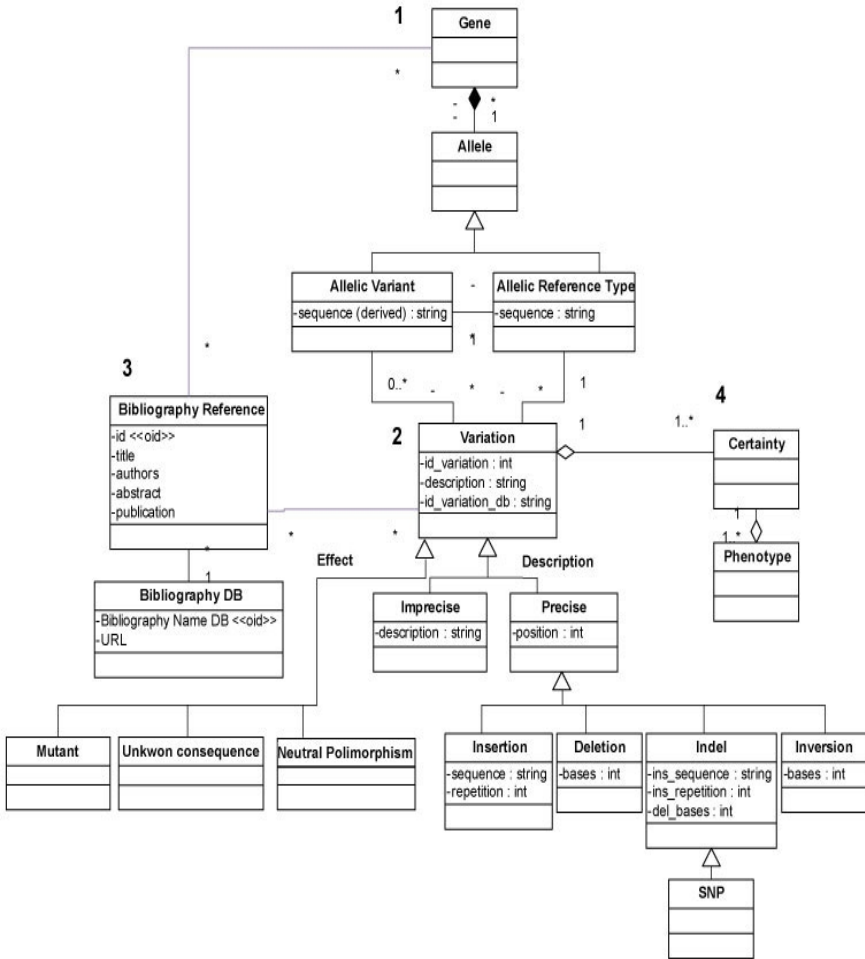 1
Gene
*
- *
- 1
Allele
Allelic Variant
-sequence (derived) : string
-
Allelic Reference Type
-sequence : string
1
0..*
-
*
-
*
1
*
3
Bibliography Reference
-id <<oid>>
-title
-authors
-abstract
-publication
2
Variation
-id_variation : int
-description : string
-id_variation_db : string
1
1..*
4
Certainty
1
1..*
Phenotype
*
*
*
1
Bibliography DB
-Bibliography Name DB <<oid>>
-URL
Effect
Description
Imprecise
-description : string
Precise
-position : int
Mutant
Unkwon consequence
Neutral Polimorphism
Insertion
-sequence : string
-repetition : int
Deletion
-bases : int
Indel
-ins_sequence : string
-ins_repetition : int
-del_bases : int
Inversion
-bases : int
SNP